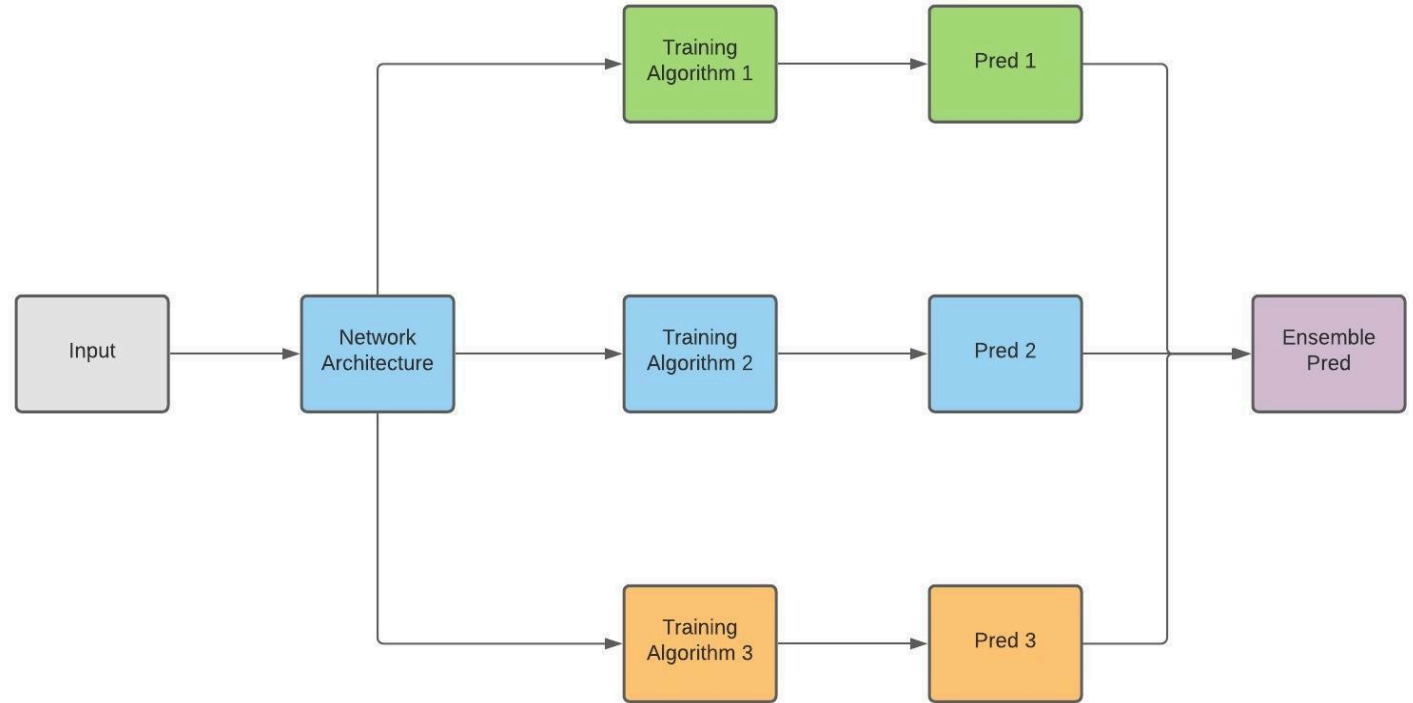 Training
Algorithm 1
Pred 1
Input
Network
Architecture
Training
Algorithm 2
Pred 2
Ensemble
Pred
Training
Algorithm 3
Pred 3